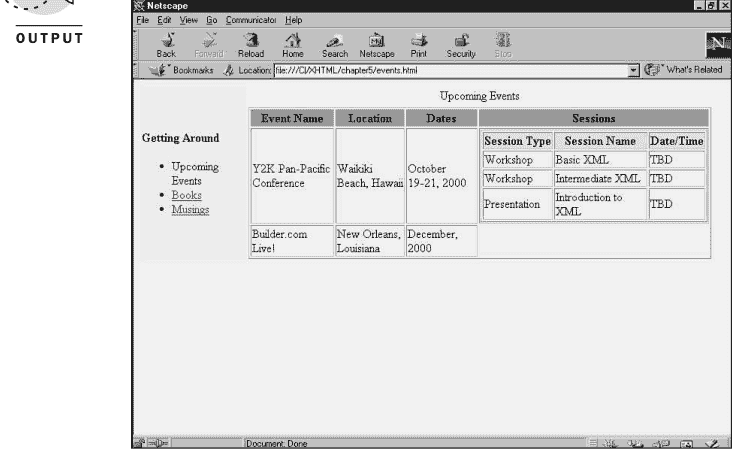 OUTPUT
Netscape
File Edit View Go Communicator Help
Back Forward Reload Home Search Netscape Print Security Stop
N
Bookmarks Location: file:///C|/XHTML/chapter5/events.html What's Related
Upcoming Events
Getting Around
Upcoming
Events
Books
Musings
Event Name Location Dates Sessions
Y2K Pan-Pacific
Conference
Waikiki
Beach, Hawaii
October
19-21, 2000
Session Type Session Name Date/Time
Workshop Basic XML TBD
Workshop Intermediate XML TBD
Presentation Introduction to
XML TBD
Builder.com
Live!
New Orleans,
Louisiana
December,
2000
Document: Done